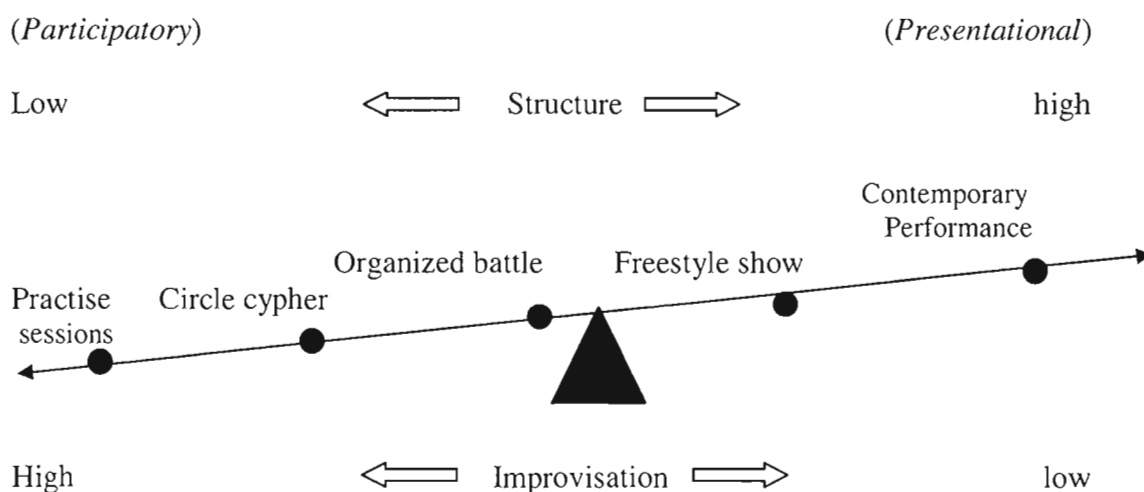 (Participatory) (Presentational)
Low Structure high
Contemporary
Performance
Organized battle Freestyle show
Practise Circle cypher
sessions
High Improvisation low